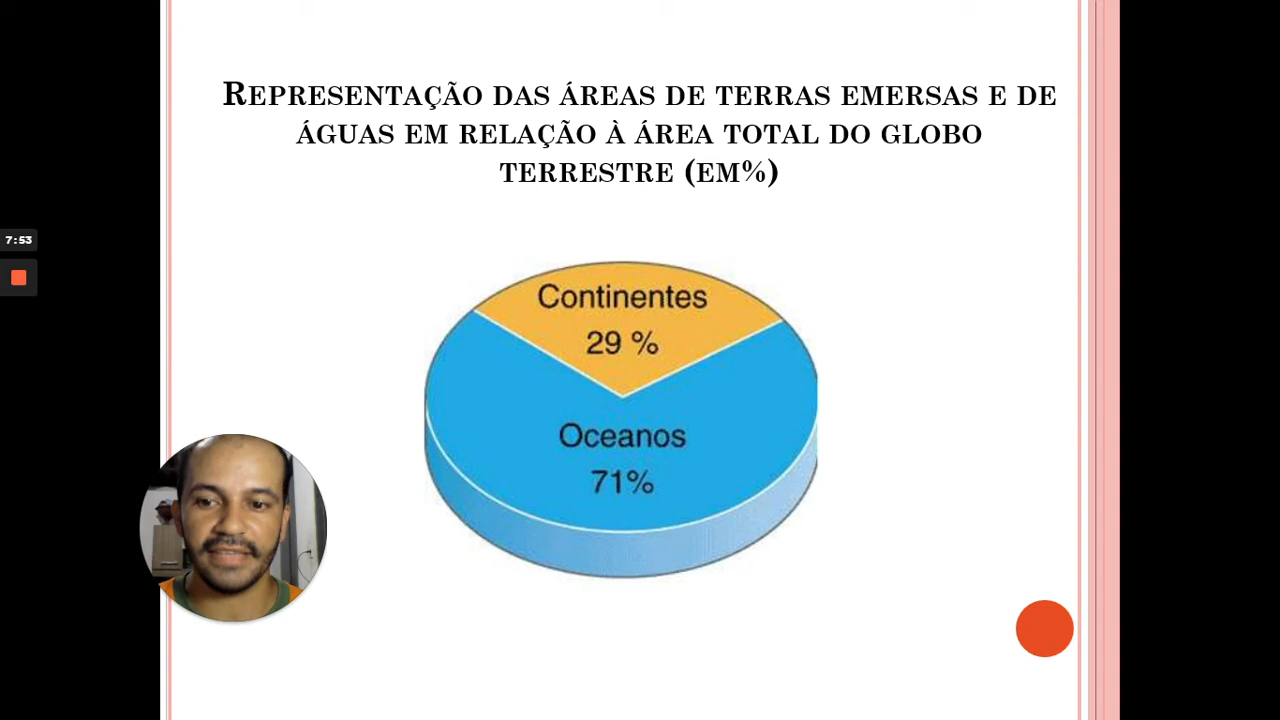 Representação das áreas de terras emersas e de
águas em relação à área total do globo
terrestre (em%)
7:53
Continentes
29 %
Oceanos
71%